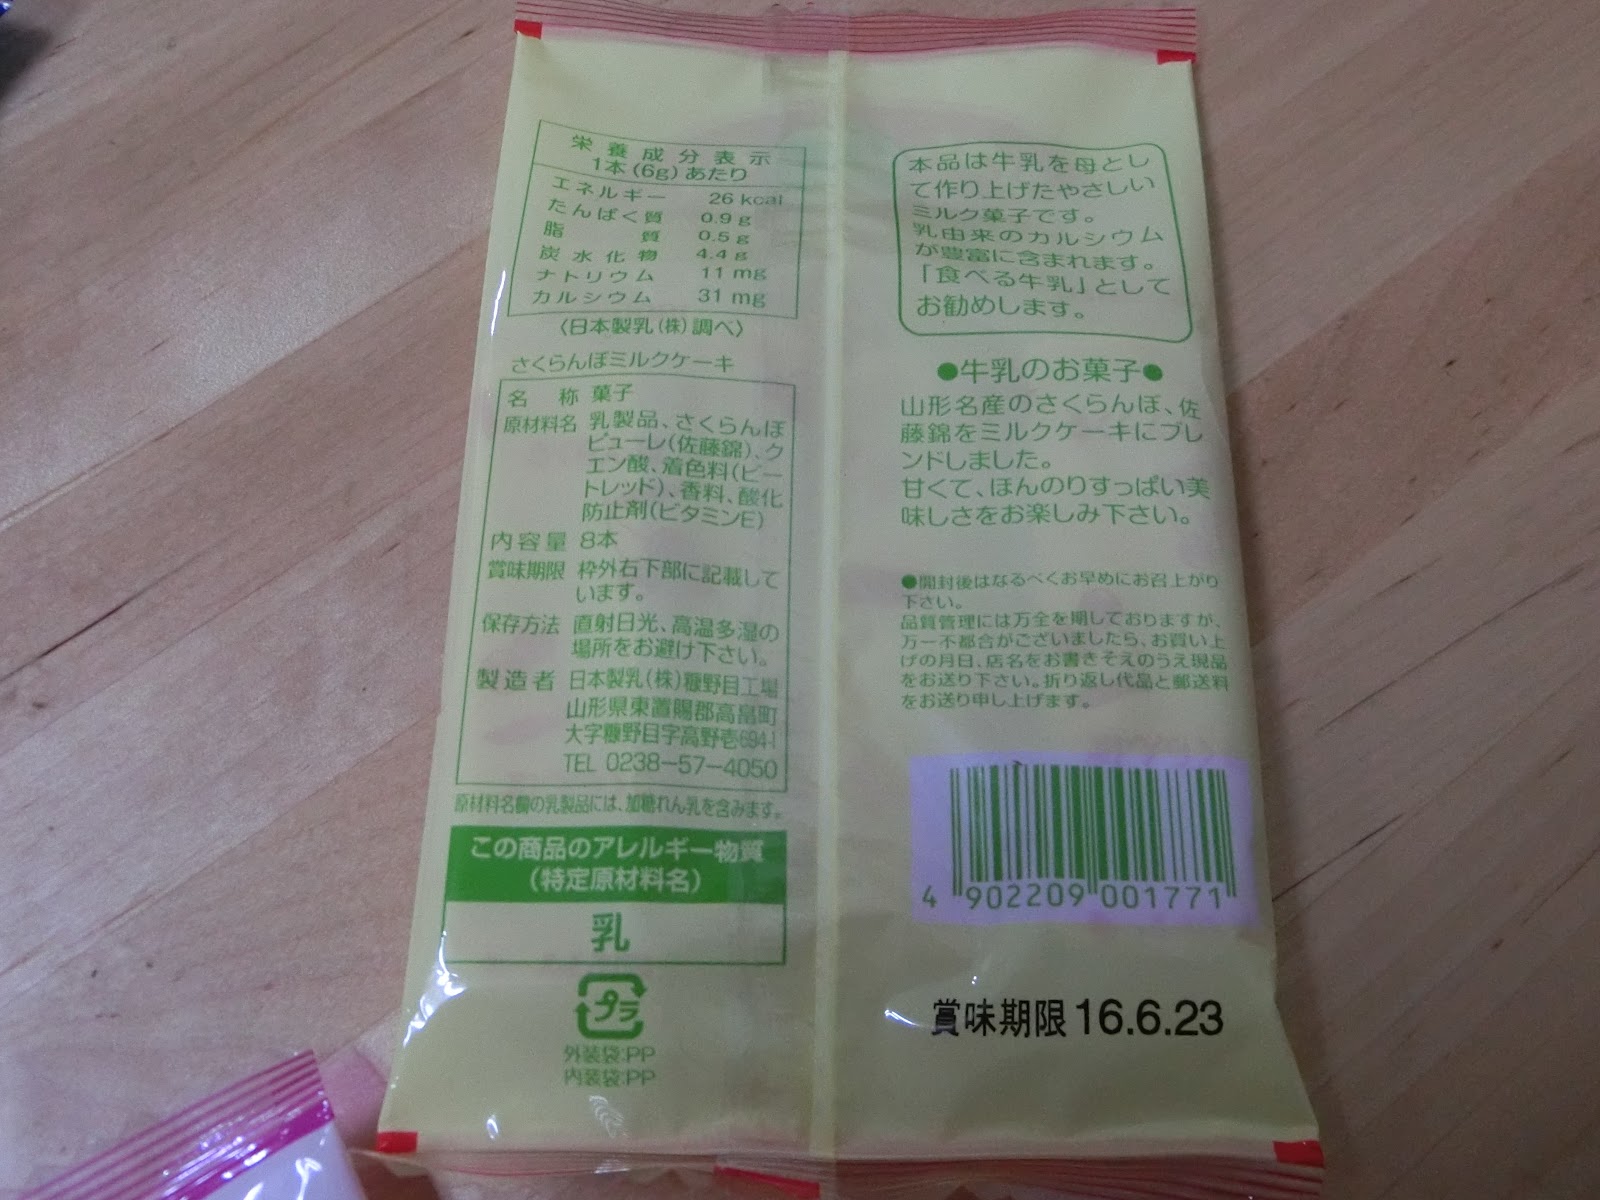 栄養成分表示
1本(6g)あたり
エネルギー 26 kcal
たんぱく質 0.9 g
脂質 0.5 g
炭水化物 4.4 g
ナトリウム 11 mg
カルシウム 31 mg
〈日本製乳(株)調べ〉
さくらんぼミルクケーキ
名称 菓子
原材料名 乳製品、さくらんぼ
ピューレ(佐藤錦)、ク
エン酸、着色料(ビー
トレッド)、香料、酸化
防止剤(ビタミンE)
内容量 8本
賞味期限 枠外右下部に記載して
います。
保存方法 直射日光、高温多湿の
場所をお避け下さい。
製造者 日本製乳(株)糠野目工場
山形県東置賜郡高畠町
大字糠野目字高野壱694-1
TEL 0238-57-4050
原材料名欄の乳製品には、加糖れん乳を含みます。
この商品のアレルギー物質
(特定原材料名)
乳
プラ
外装袋:PP
内装袋:PP
本品は牛乳を母とし
て作り上げたやさしい
ミルク菓子です。
乳由来のカルシウム
が豊富に含まれます。
「食べる牛乳」として
お勧めします。
●牛乳のお菓子●
山形名産のさくらんぼ、佐
藤錦をミルクケーキにブレ
ンドしました。
甘くて、ほんのりすっぱい美
味しさをお楽しみ下さい。
●開封後はなるべくお早めにお召上がり
下さい。
品質管理には万全を期しておりますが、
万一不都合がございましたら、お買い上
げの月日、店名をお書きそえのうえ現品
をお送り下さい。折り返し代品と郵送料
をお送り申し上げます。
4 902209 001771
賞味期限 16.6.23